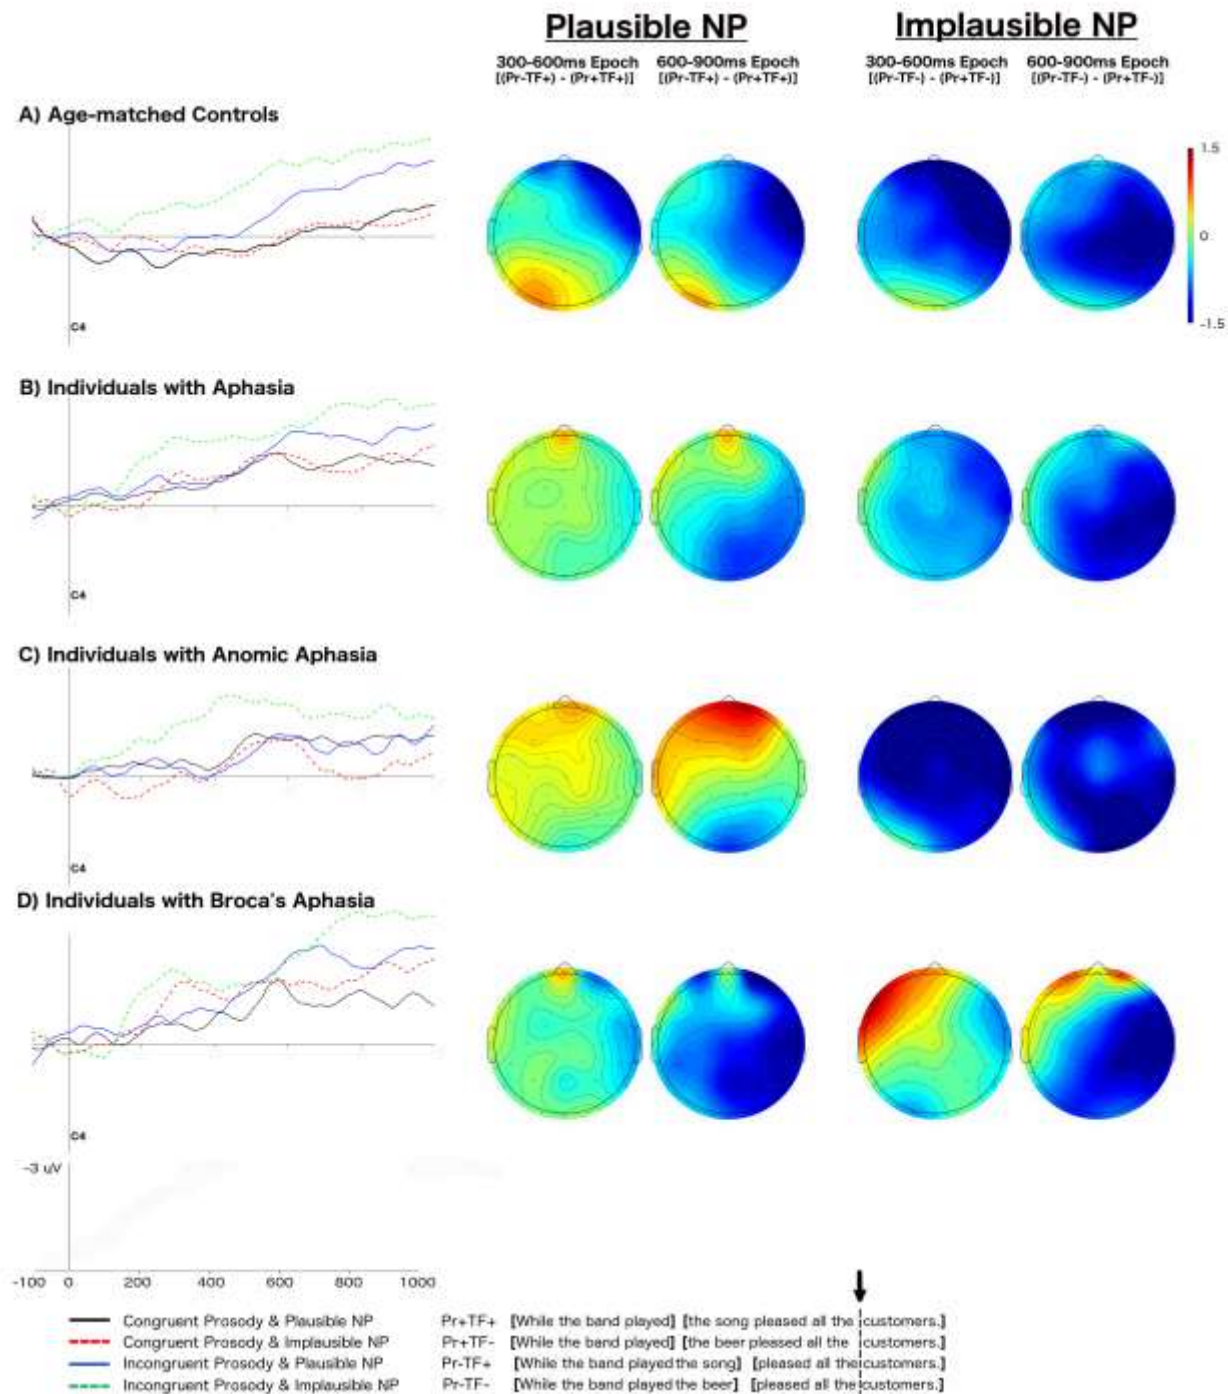 Plausible NP Implausible NP
300-600ms Epoch 600-900ms Epoch 300-600ms Epoch 600-900ms Epoch
[(Pr-TF+) - (Pr+TF+)] [(Pr-TF+) - (Pr+TF+)] [(Pr-TF-) - (Pr+TF-)] [(Pr-TF-) - (Pr+TF-)]
A) Age-matched Controls
1.5
0
-1.5
C4
B) Individuals with Aphasia
C4
C) Individuals with Anomic Aphasia
C4
D) Individuals with Broca's Aphasia
C4
-3 uV
-100 0 200 400 600 800 1000
Congruent Prosody & Plausible NP Pr+TF+ [While the band played] [the song pleased all the customers.]
Congruent Prosody & Implausible NP Pr+TF- [While the band played] [the beer pleased all the customers.]
Incongruent Prosody & Plausible NP Pr-TF+ [While the band played the song] [pleased all the customers.]
Incongruent Prosody & Implausible NP Pr-TF- [While the band played the beer] [pleased all the customers.]